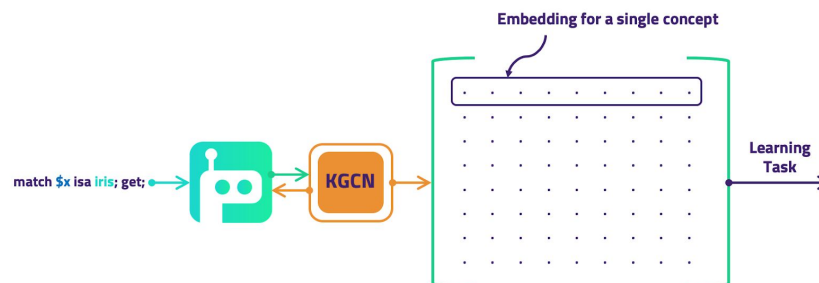 Embedding for a single concept
match $x isa iris; get;
KGCN
Learning
Task